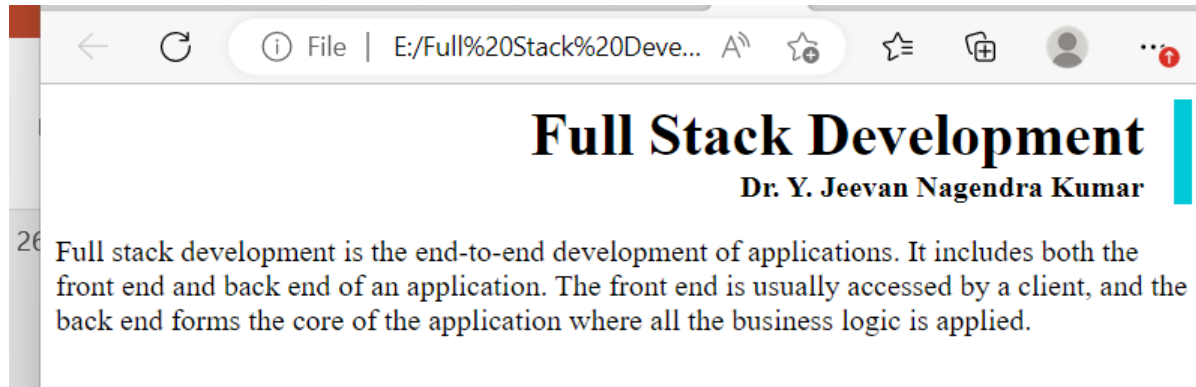 File | E:/Full%20Stack%20Deve...
Full Stack Development
Dr. Y. Jeevan Nagendra Kumar
26
Full stack development is the end-to-end development of applications. It includes both the
front end and back end of an application. The front end is usually accessed by a client, and the
back end forms the core of the application where all the business logic is applied.